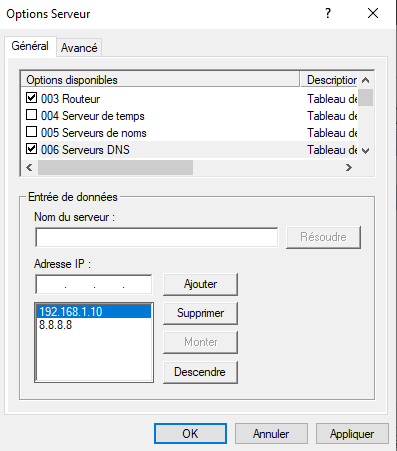 Options Serveur
Général Avancé
Options disponibles Description
003 Routeur Tableau de
004 Serveur de temps Tableau de
005 Serveurs de noms Tableau de
006 Serveurs DNS Tableau de
Entrée de données
Nom du serveur :
Résoudre
Adresse IP :
. . . Ajouter
192.168.1.10 Supprimer
8.8.8.8
Monter
Descendre
OK Annuler Appliquer